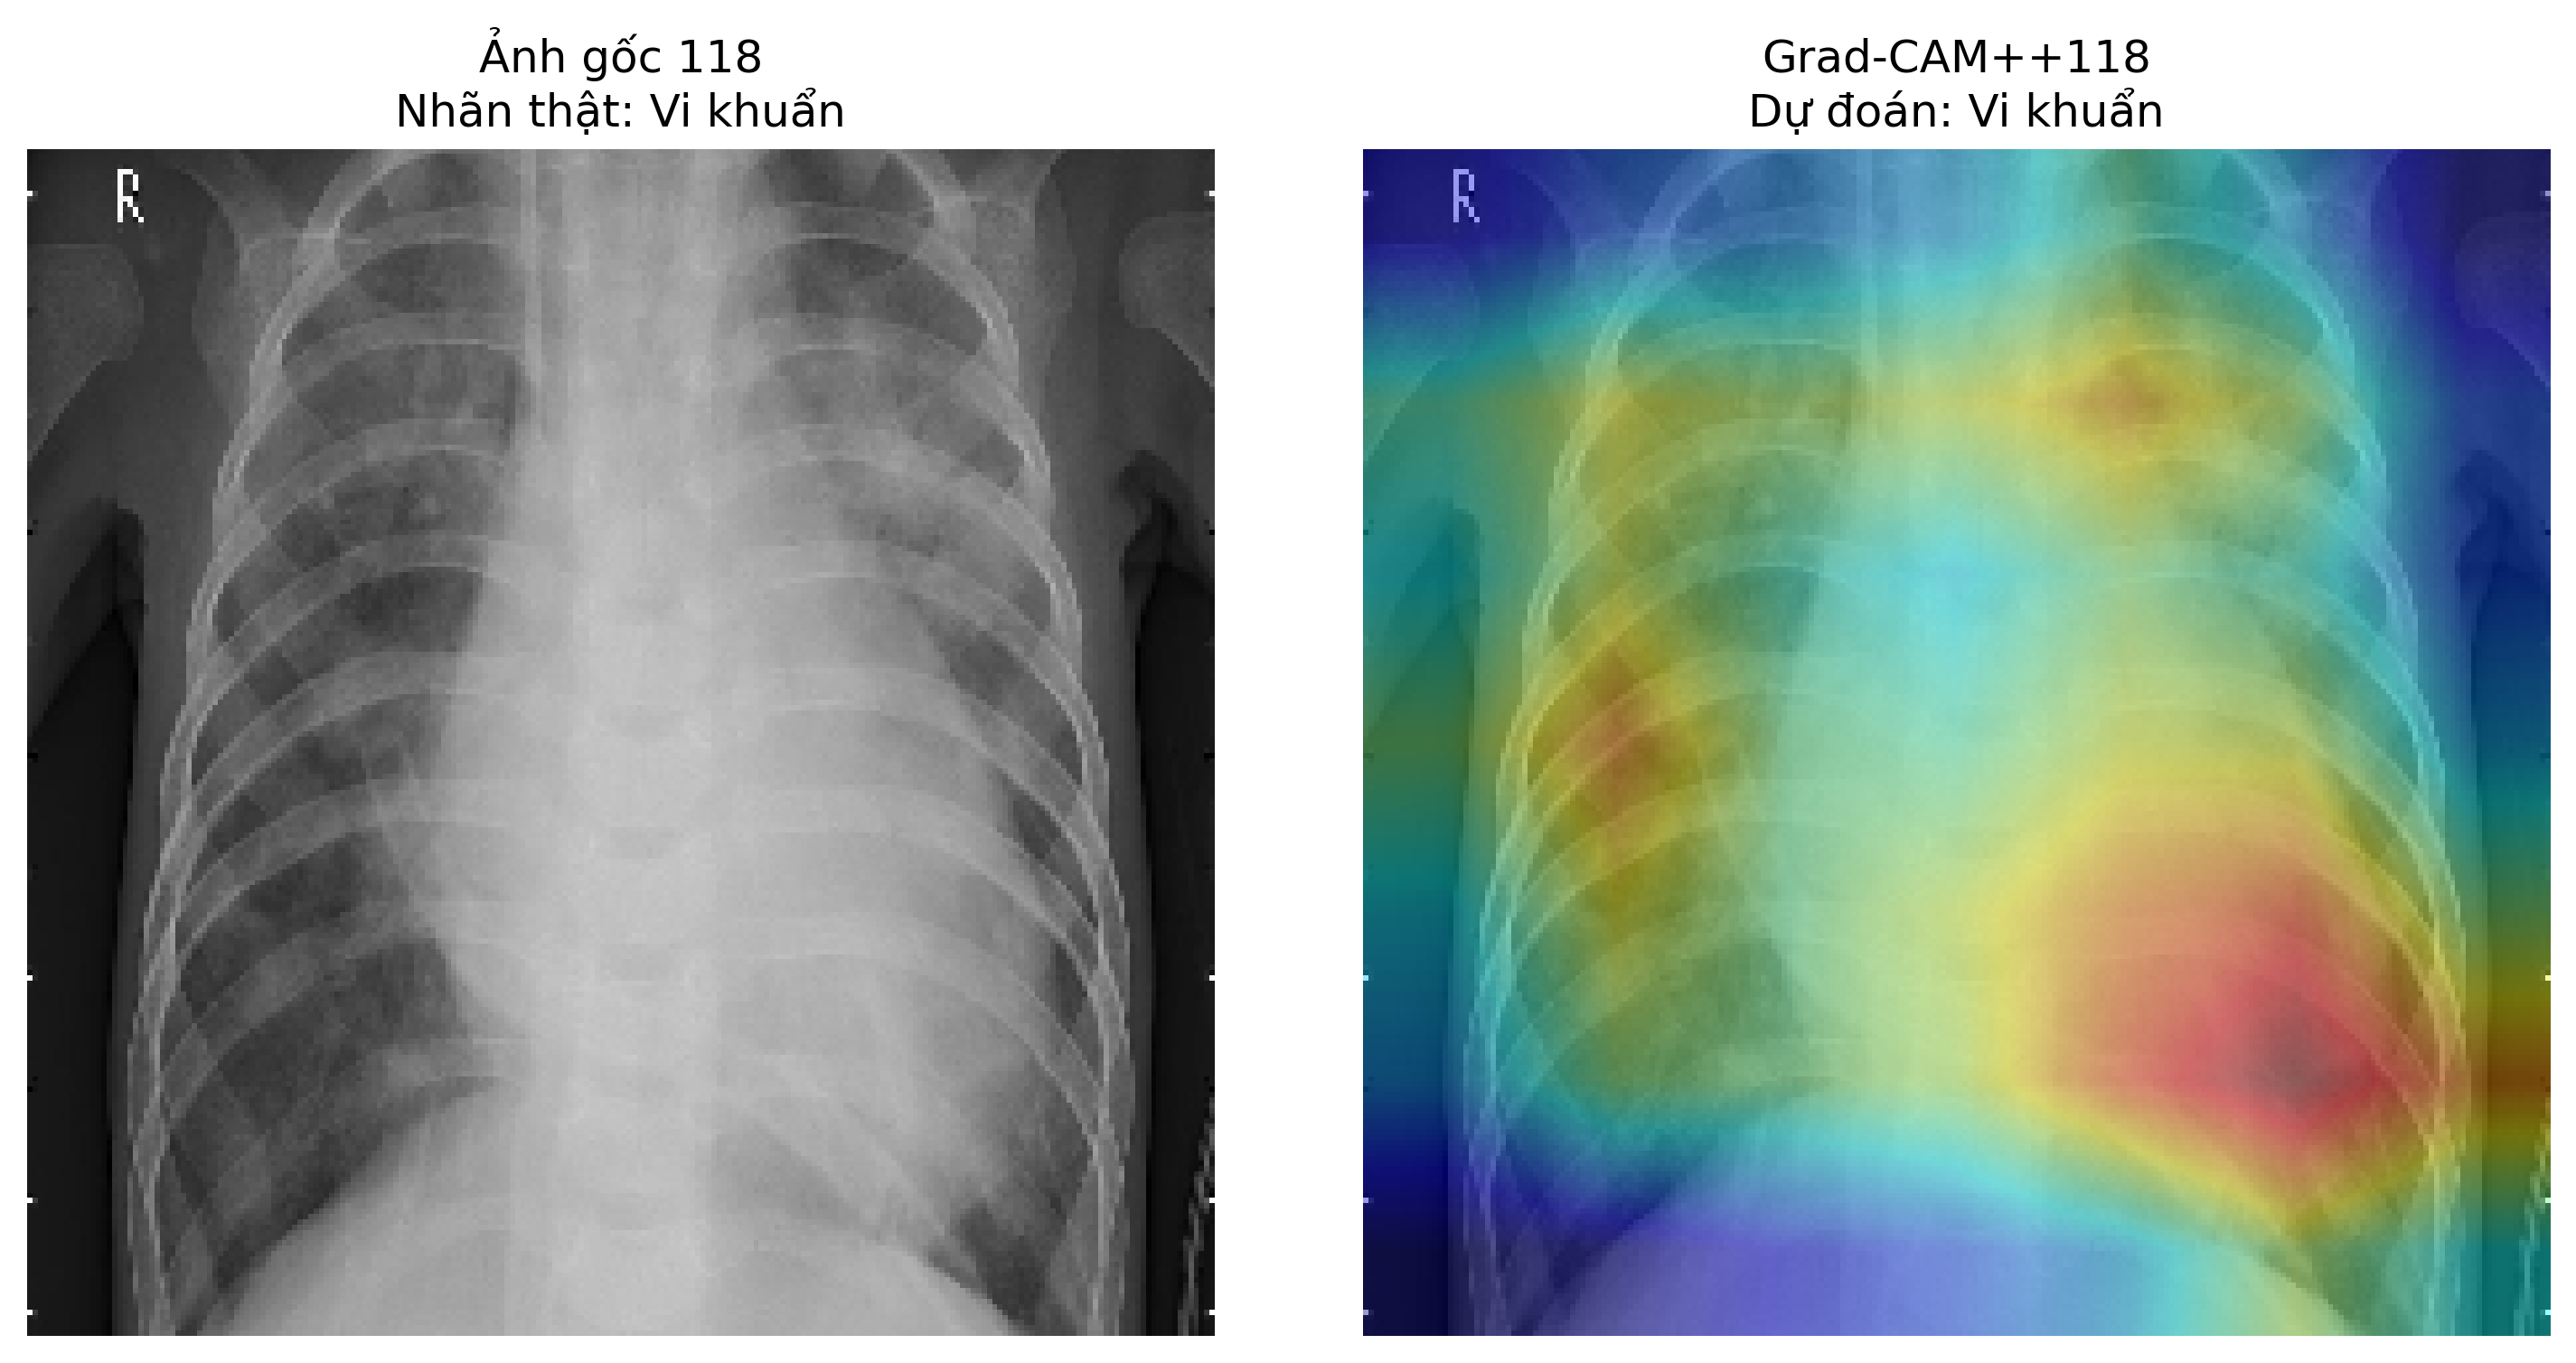 Ảnh gốc 118
Nhãn thật: Vi khuẩn
Grad-CAM++118
Dự đoán: Vi khuẩn
R
R